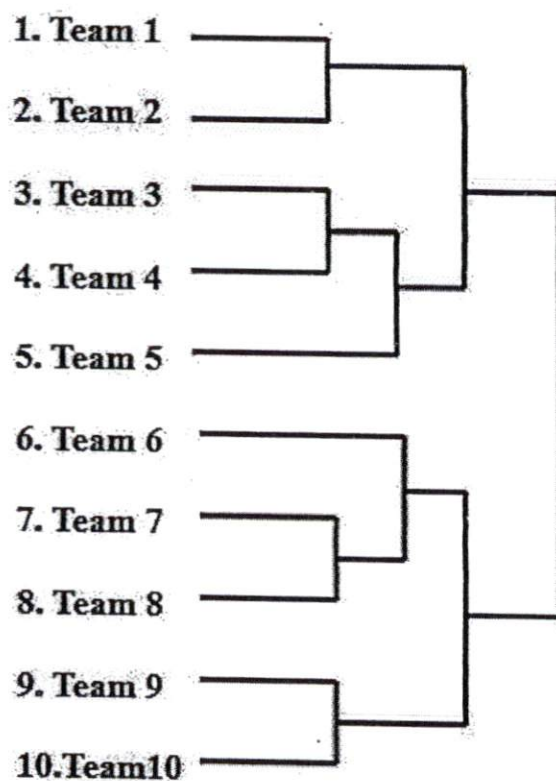 1. Team 1
2. Team 2
3. Team 3
4. Team 4
5. Team 5
6. Team 6
7. Team 7
8. Team 8
9. Team 9
10.Team10